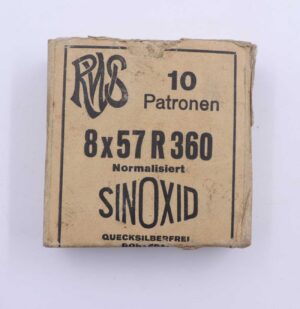 RWS
10
Patronen
8x57 R 360
Normalisiert
SINOXID
QUECKSILBERFREI